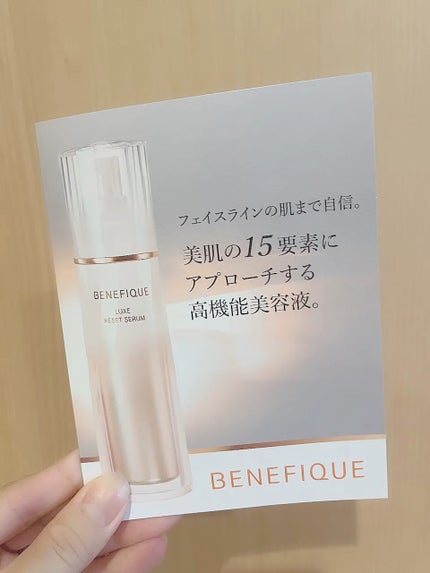 フェイスラインの肌まで自信。
美肌の15要素に
アプローチする
高機能美容液。
BENEFIQUE
LUXE
RESET SERUM
BENEFIQUE